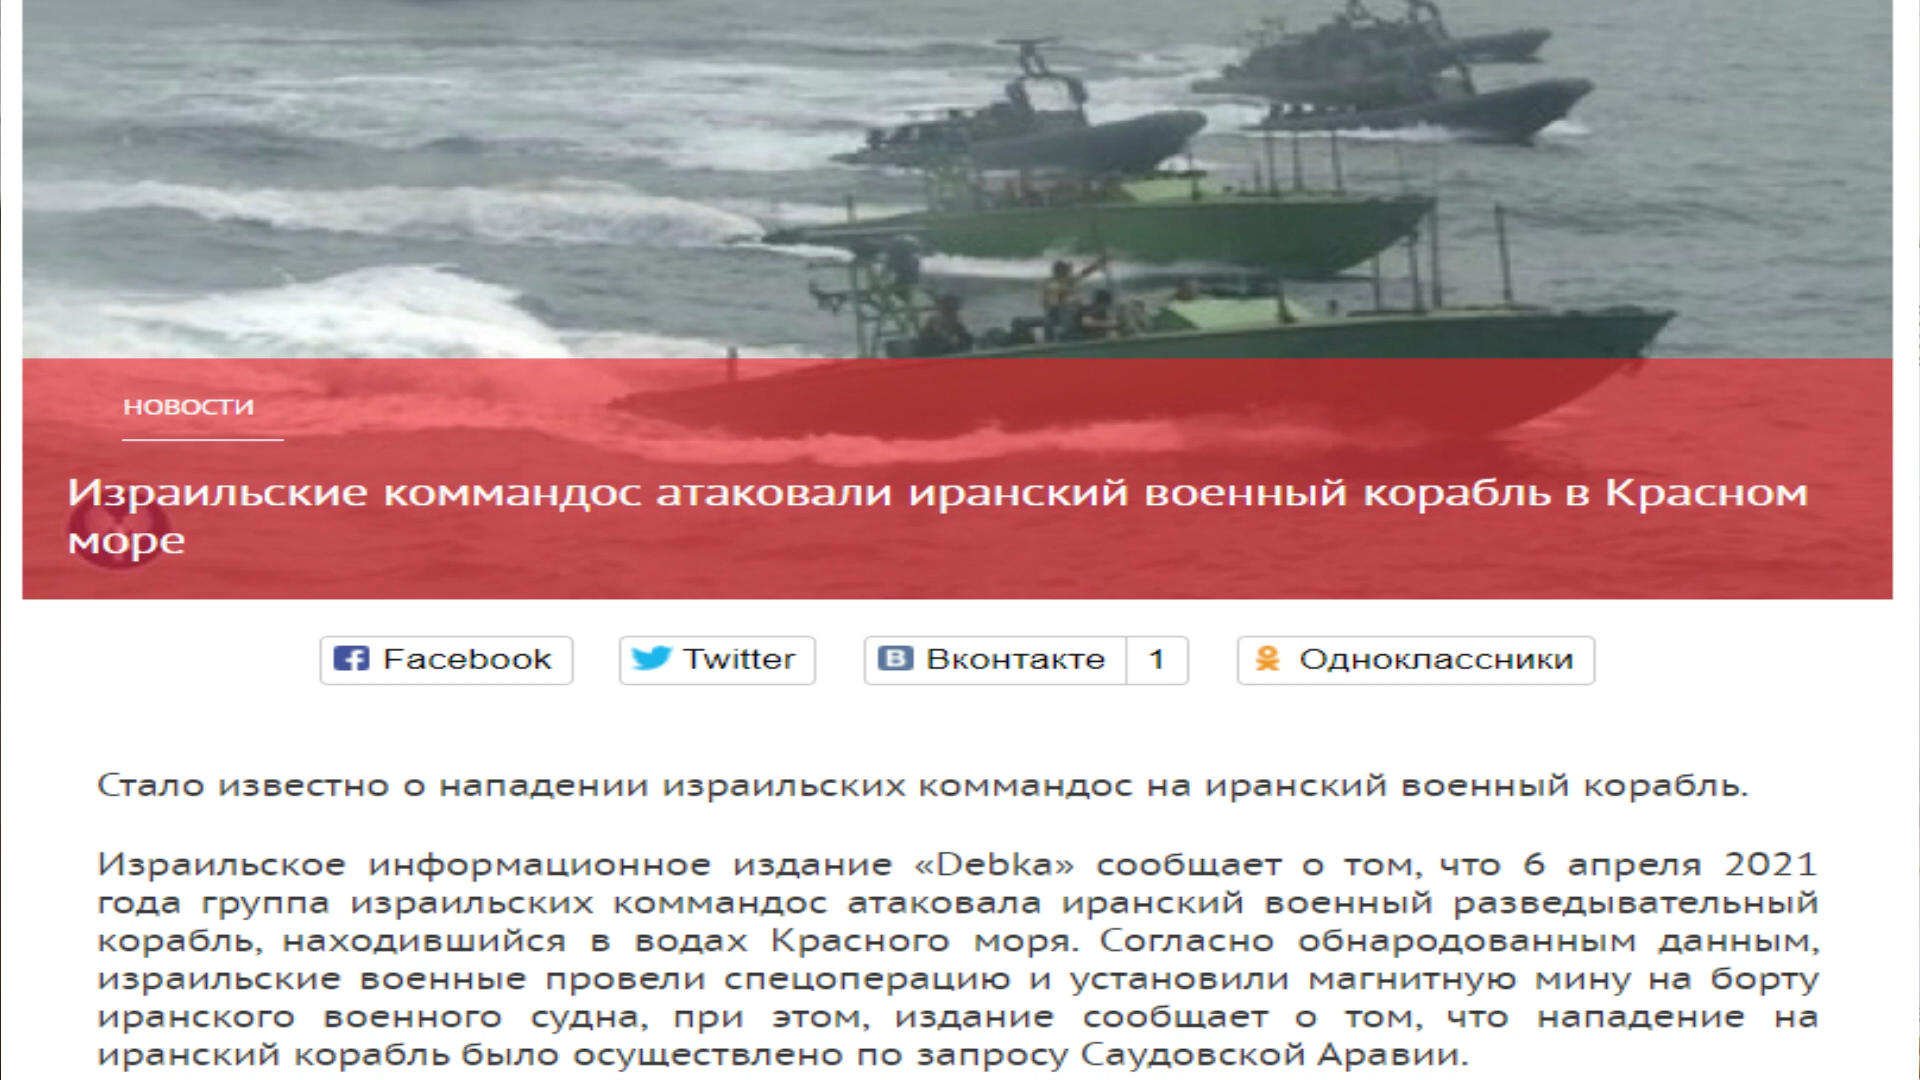 НОВОСТИ
Израильские коммандос атаковали иранский военный корабль в Красном
море
Facebook
Twitter
Вконтакте 1
Одноклассники
Стало известно о нападении израильских коммандос на иранский военный корабль.
Израильское информационное издание «Debka» сообщает о том, что 6 апреля 2021
года группа израильских коммандос атаковала иранский военный разведывательный
корабль, находившийся в водах Красного моря. Согласно обнародованным данным,
израильские военные провели спецоперацию и установили магнитную мину на борту
иранского военного судна, при этом, издание сообщает о том, что нападение на
иранский корабль было осуществлено по запросу Саудовской Аравии.